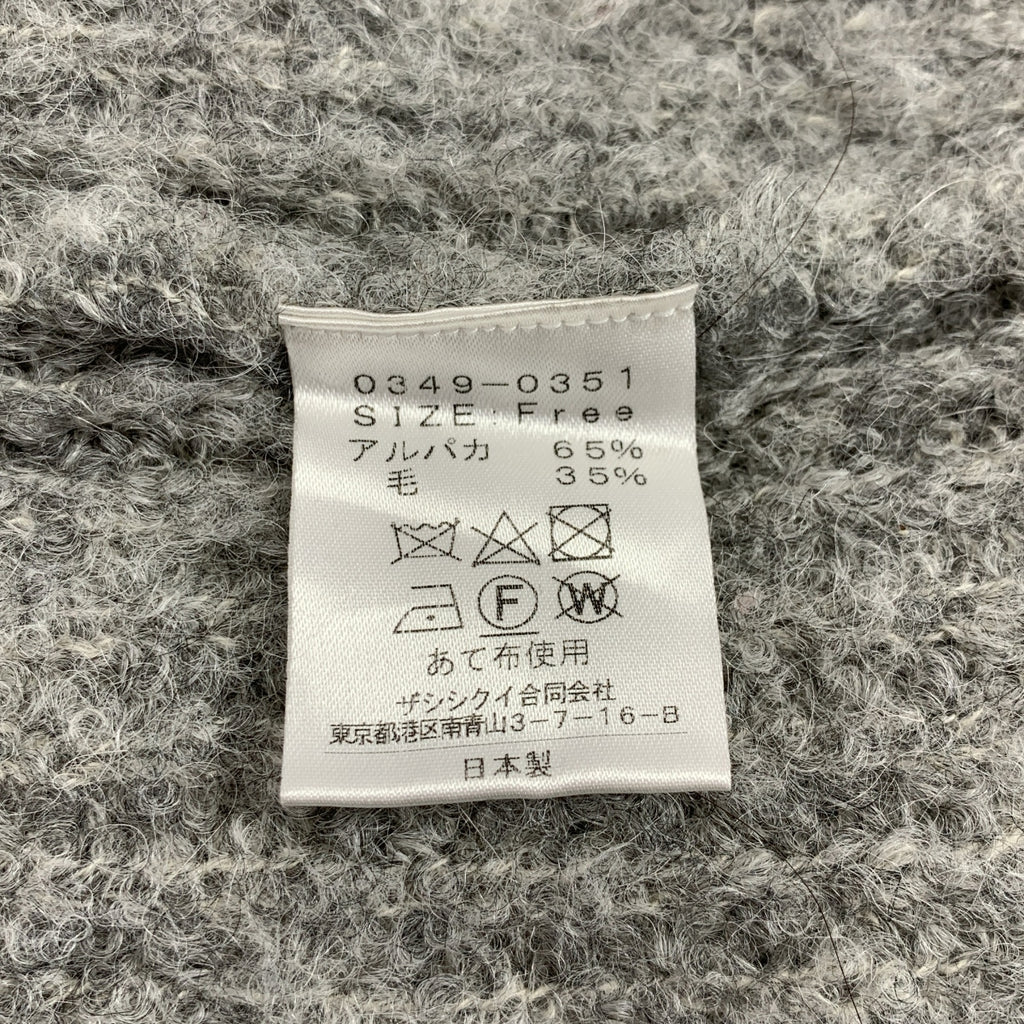 0349-0351
SIZE:Free
アルパカ 65%
毛 35%
F W
あて布使用
ザシシクイ合同会社
東京都港区南青山3-7-16-B
日本製